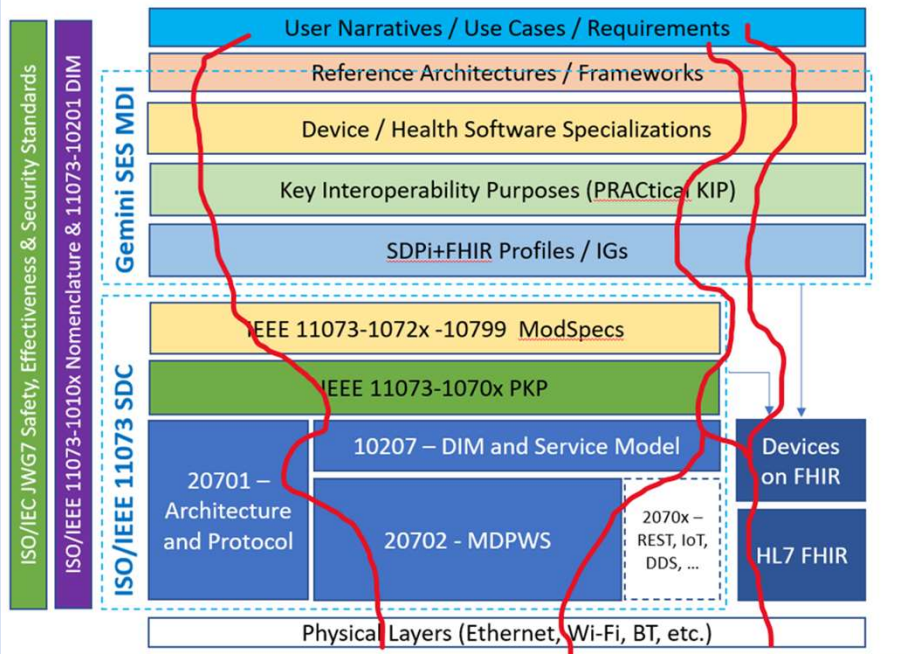 ISO/IEC JWG7 Safety, Effectiveness & Security Standards
ISO/IEEE 11073-1010x Nomenclature & 11073-10201 DIM
User Narratives / Use Cases / Requirements
Gemini SES MDI
Reference Architectures / Frameworks
Device / Health Software Specializations
Key Interoperability Purposes (PRACtical KIP)
SDPi+FHIR Profiles / IGs
ISO/IEEE 11073 SDC
IEEE 11073-1072x -10799 ModSpecs
IEEE 11073-1070x PKP
20701 –
Architecture
and Protocol
10207 – DIM and Service Model
20702 - MDPWS
2070x –
REST, IoT,
DDS, ...
Devices
on FHIR
HL7 FHIR
Physical Layers (Ethernet, Wi-Fi, BT, etc.)